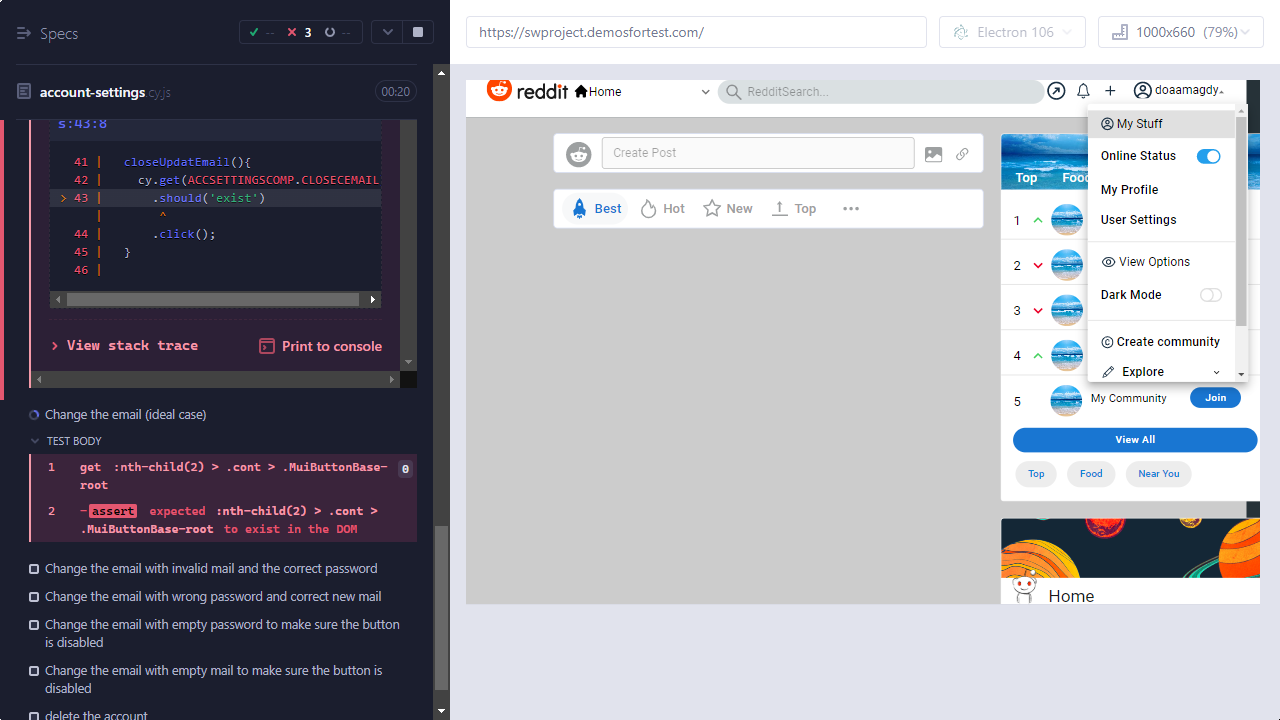 Specs
--
3
--
account-settings.cy.js
00:20
s:43:8
41 | closeUpdatEmail(){
42 | cy.get(ACCSETTINGSCOMP.CLOSECEMAIL
> 43 | .should('exist')
| ^
44 | .click();
45 | }
46 |
> View stack trace
Print to console
Change the email (ideal case)
TEST BODY
1 get :nth-child(2) > .cont > .MuiButtonBase-
root
0
2 -assert expected :nth-child(2) > .cont >
.MuiButtonBase-root to exist in the DOM
Change the email with invalid mail and the correct password
Change the email with wrong password and correct new mail
Change the email with empty password to make sure the button
is disabled
Change the email with empty mail to make sure the button is
disabled
delete the account
https://swproject.demosfortest.com/
Electron 106
1000x660 (79%)
reddit
Home
RedditSearch...
doaamagdy
Create Post
Best
Hot
New
Top
•••
Top
Food
1
2
3
4
5
My Community
Join
View All
Top
Food
Near You
Home
My Stuff
Online Status
My Profile
User Settings
View Options
Dark Mode
Create community
Explore